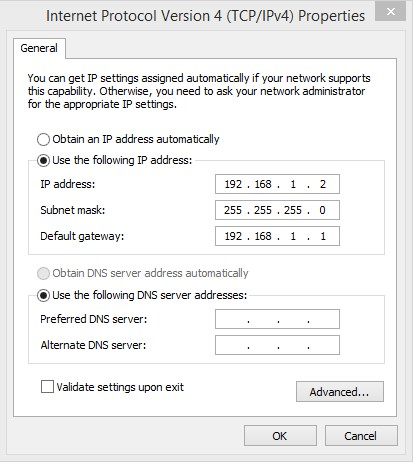 Internet Protocol Version 4 (TCP/IPv4) Properties
General
You can get IP settings assigned automatically if your network supports
this capability. Otherwise, you need to ask your network administrator
for the appropriate IP settings.
Obtain an IP address automatically
Use the following IP address:
IP address: 192 . 168 . 1 . 2
Subnet mask: 255 . 255 . 255 . 0
Default gateway: 192 . 168 . 1 . 1
Obtain DNS server address automatically
Use the following DNS server addresses:
Preferred DNS server: . . .
Alternate DNS server: . . .
Validate settings upon exit
Advanced...
OK Cancel